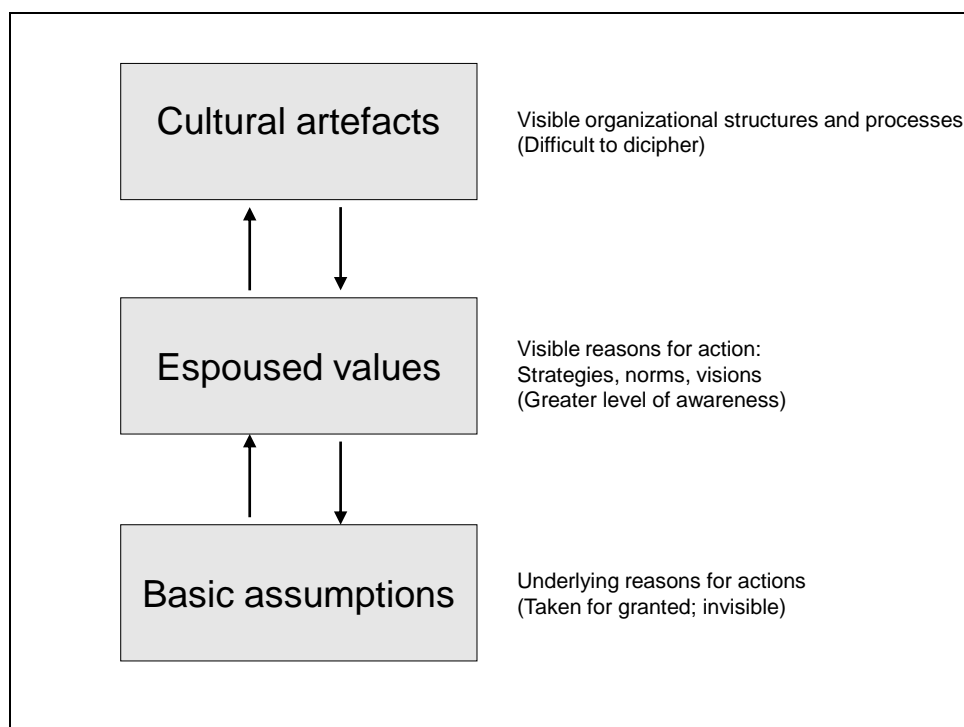 Cultural artefacts
Visible organizational structures and processes
(Difficult to dicipher)
Espoused values
Visible reasons for action:
Strategies, norms, visions
(Greater level of awareness)
Basic assumptions
Underlying reasons for actions
(Taken for granted; invisible)